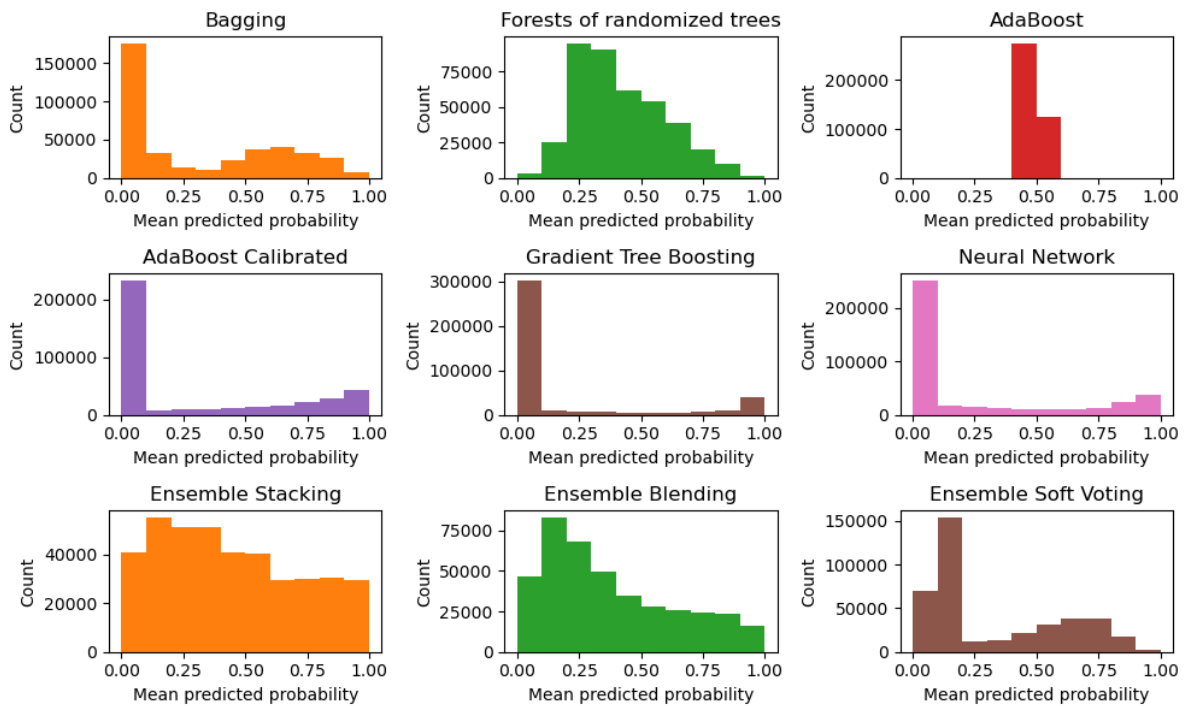 Bagging
Forests of randomized trees
AdaBoost
150000
100000
50000
0
Count
0.00 0.25 0.50 0.75 1.00
Mean predicted probability
75000
50000
25000
0
Count
0.00 0.25 0.50 0.75 1.00
Mean predicted probability
200000
100000
0
Count
0.00 0.25 0.50 0.75 1.00
Mean predicted probability
AdaBoost Calibrated
Gradient Tree Boosting
Neural Network
200000
100000
0
Count
0.00 0.25 0.50 0.75 1.00
Mean predicted probability
300000
200000
100000
0
Count
0.00 0.25 0.50 0.75 1.00
Mean predicted probability
200000
100000
0
Count
0.00 0.25 0.50 0.75 1.00
Mean predicted probability
Ensemble Stacking
Ensemble Blending
Ensemble Soft Voting
40000
20000
0
Count
0.00 0.25 0.50 0.75 1.00
Mean predicted probability
75000
50000
25000
0
Count
0.00 0.25 0.50 0.75 1.00
Mean predicted probability
150000
100000
50000
0
Count
0.00 0.25 0.50 0.75 1.00
Mean predicted probability